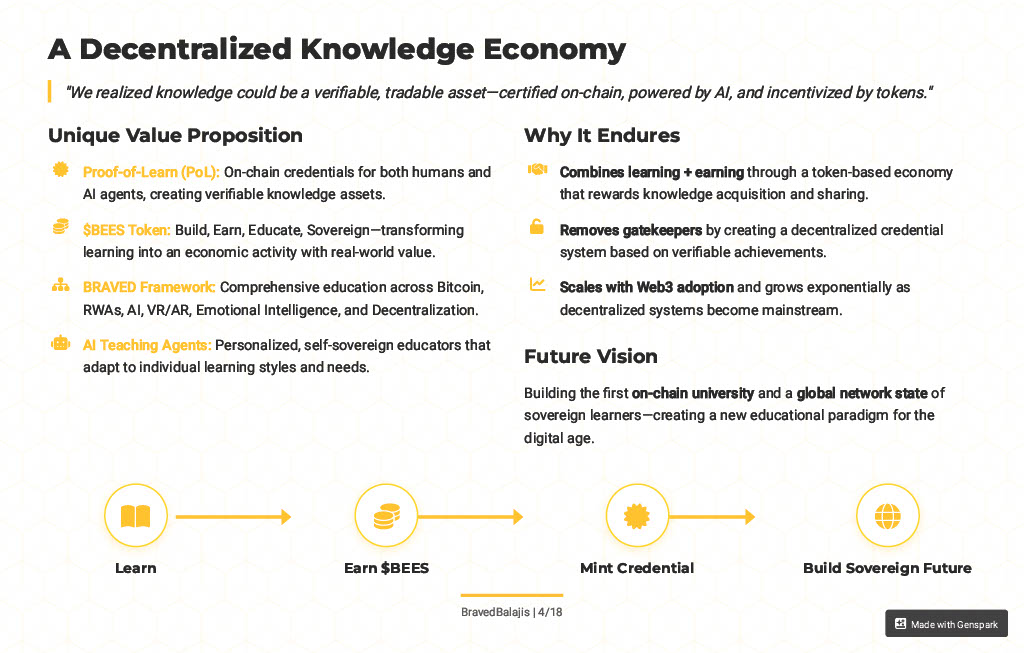 A Decentralized Knowledge Economy
"We realized knowledge could be a verifiable, tradable asset—certified on-chain, powered by AI, and incentivized by tokens."
Unique Value Proposition
Proof-of-Learn (PoL): On-chain credentials for both humans and
AI agents, creating verifiable knowledge assets.
$BEES Token: Build, Earn, Educate, Sovereign—transforming
learning into an economic activity with real-world value.
BRAVED Framework: Comprehensive education across Bitcoin,
RWAs, AI, VR/AR, Emotional Intelligence, and Decentralization.
AI Teaching Agents: Personalized, self-sovereign educators that
adapt to individual learning styles and needs.
Why It Endures
Combines learning + earning through a token-based economy
that rewards knowledge acquisition and sharing.
Removes gatekeepers by creating a decentralized credential
system based on verifiable achievements.
Scales with Web3 adoption and grows exponentially as
decentralized systems become mainstream.
Future Vision
Building the first on-chain university and a global network state of
sovereign learners—creating a new educational paradigm for the
digital age.
Learn
Earn $BEES
Mint Credential
Build Sovereign Future
BravedBalajis | 4/18
Made with Genspark